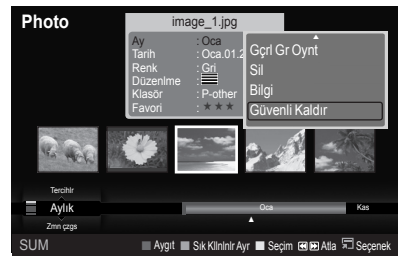 Photo
image_1.jpg
Ay : Oca
Tarih : Oca.01.2
Renk : Gri
Düzenlme :
Klasör : P-other
Favori : ★★★
Gçrl Gr Oynt
Sil
Bilgi
Güvenli Kaldır
Tercihlr
Aylık
Zmn çzgs
Oca
Kas
SUM
Aygıt Sık Kllnlnlr Ayr Seçim Atla Seçenek